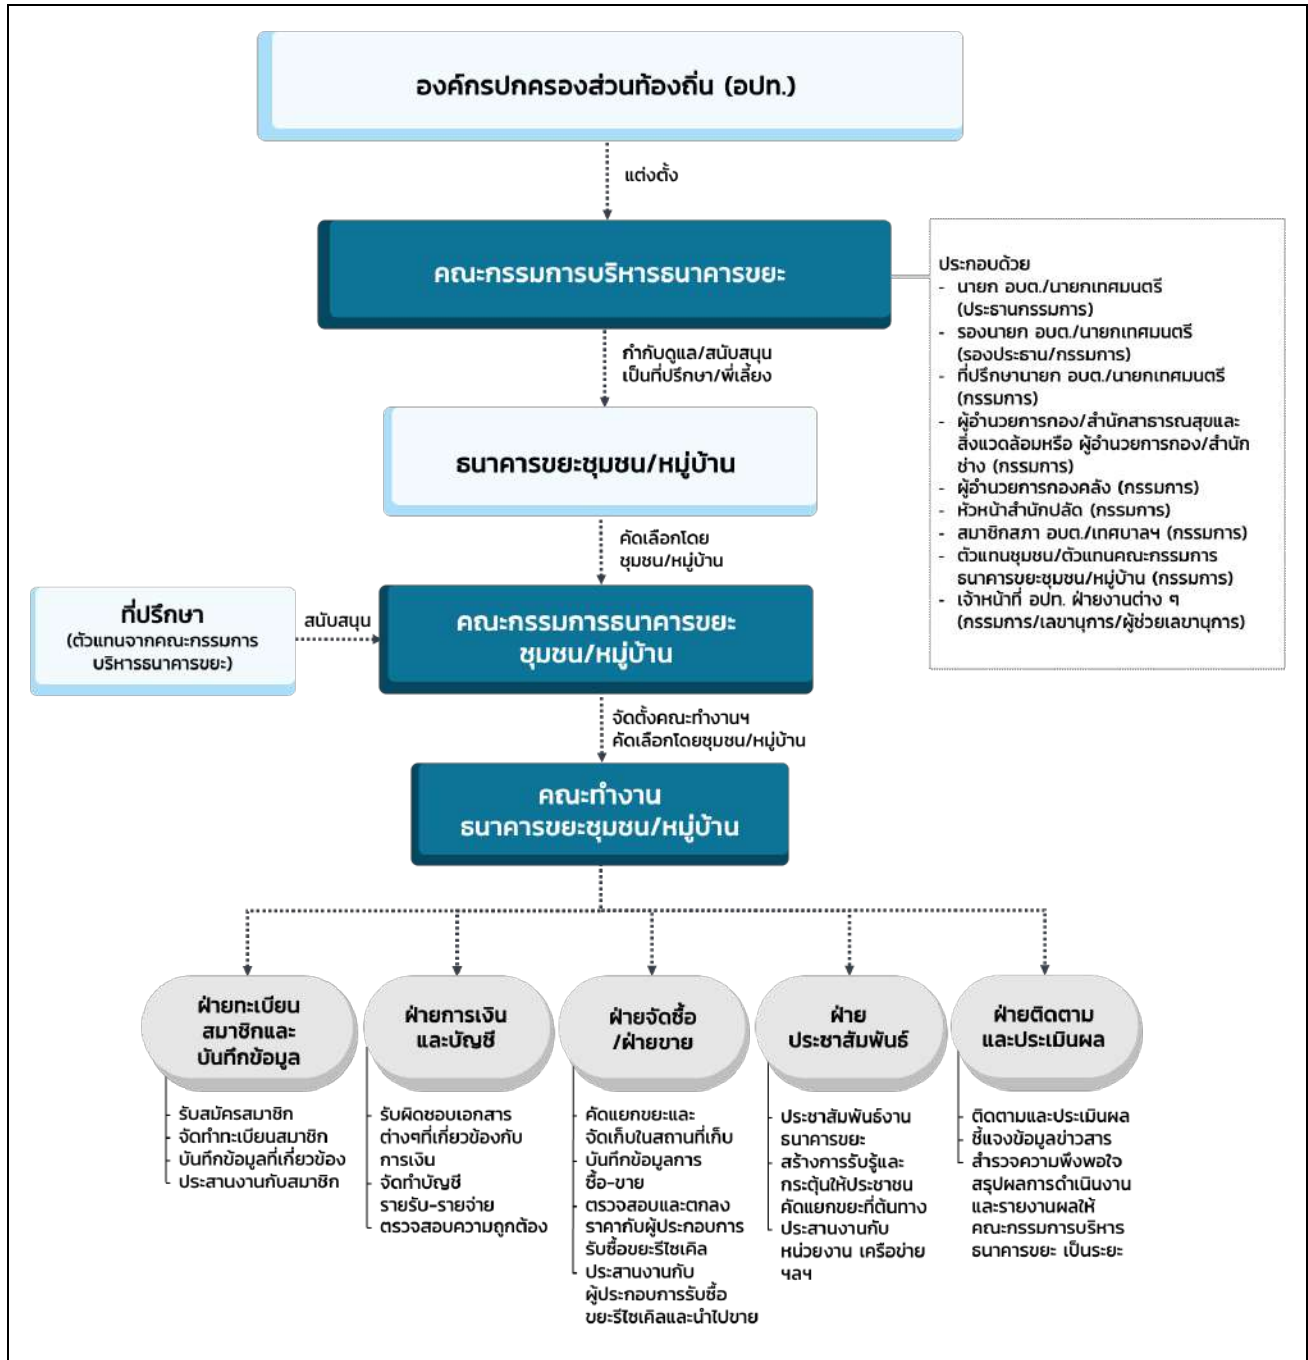 องค์กรปกครองส่วนท้องถิ่น (อปท.)
แต่งตั้ง
คณะกรรมการบริหารธนาคารขยะ
ประกอบด้วย
- นายก อบต./นายกเทศมนตรี
(ประธานกรรมการ)
- รองนายก อบต./นายกเทศมนตรี
(รองประธาน/กรรมการ)
- ที่ปรึกษานายก อบต./นายกเทศมนตรี
(กรรมการ)
- ผู้อำนวยการกอง/สำนักสาธารณสุขและ
สิ่งแวดล้อมหรือ ผู้อำนวยการกอง/สำนัก
ช่าง (กรรมการ)
- ผู้อำนวยการกองคลัง (กรรมการ)
- หัวหน้าสำนักปลัด (กรรมการ)
- สมาชิกสภา อบต./เทศบาลฯ (กรรมการ)
- ตัวแทนชุมชน/ตัวแทนคณะกรรมการ
ธนาคารขยะชุมชน/หมู่บ้าน (กรรมการ)
- เจ้าหน้าที่ อปท. ฝ่ายงานต่าง ๆ
(กรรมการ/เลขานุการ/ผู้ช่วยเลขานุการ)
กำกับดูแล/สนับสนุน
เป็นที่ปรึกษา/พี่เลี้ยง
ธนาคารขยะชุมชน/หมู่บ้าน
คัดเลือกโดย
ชุมชน/หมู่บ้าน
ที่ปรึกษา
(ตัวแทนจากคณะกรรมการ
บริหารธนาคารขยะ)
สนับสนุน
คณะกรรมการธนาคารขยะ
ชุมชน/หมู่บ้าน
จัดตั้งคณะทำงานฯ
คัดเลือกโดยชุมชน/หมู่บ้าน
คณะทำงาน
ธนาคารขยะชุมชน/หมู่บ้าน
ฝ่ายทะเบียน
สมาชิกและ
บันทึกข้อมูล
- รับสมัครสมาชิก
- จัดทำทะเบียนสมาชิก
- บันทึกข้อมูลที่เกี่ยวข้อง
- ประสานงานกับสมาชิก
ฝ่ายการเงิน
และบัญชี
- รับผิดชอบเอกสาร
ต่างๆที่เกี่ยวข้องกับ
การเงิน
- จัดทำบัญชี
รายรับ-รายจ่าย
- ตรวจสอบความถูกต้อง
ฝ่ายจัดซื้อ
/ฝ่ายขาย
- คัดแยกขยะและ
จัดเก็บในสถานที่เก็บ
- บันทึกข้อมูลการ
ซื้อ-ขาย
- ตรวจสอบและตกลง
ราคากับผู้ประกอบการ
รับซื้อขยะรีไซเคิล
- ประสานงานกับ
ผู้ประกอบการรับซื้อ
ขยะรีไซเคิลและนำไปขาย
ฝ่าย
ประชาสัมพันธ์
- ประชาสัมพันธ์งาน
ธนาคารขยะ
- สร้างการรับรู้และ
กระตุ้นให้ประชาชน
คัดแยกขยะที่ต้นทาง
- ประสานงานกับ
หน่วยงาน เครือข่าย
ฯลฯ
ฝ่ายติดตาม
และประเมินผล
- ติดตามและประเมินผล
- ชี้แจงข้อมูลข่าวสาร
- สำรวจความพึงพอใจ
สรุปผลการดำเนินงาน
และรายงานผลให้
คณะกรรมการบริหาร
ธนาคารขยะ เป็นระยะ